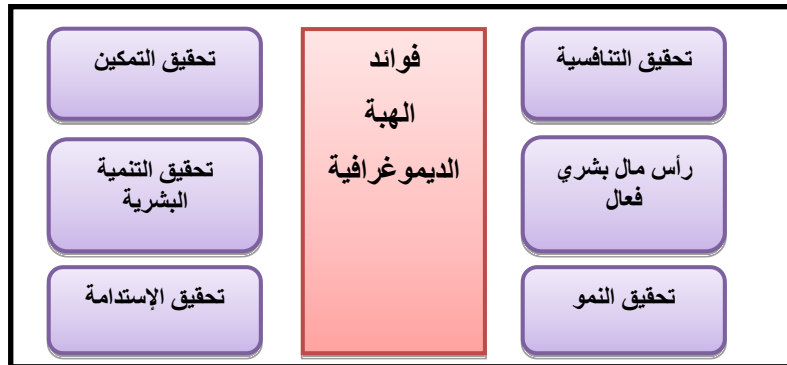 تحقيق التنافسية
رأس مال بشري
فعال
تحقيق النمو
فوائد
الهبة
الديموغرافية
تحقيق التمكين
تحقيق التنمية
البشرية
تحقيق الإستدامة